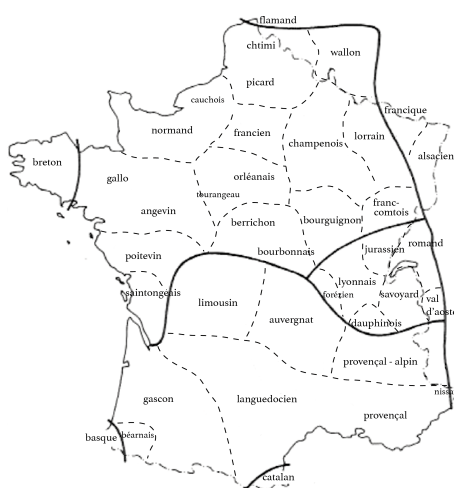 flamand
chtimi
wallon
picard
cauchois
francique
normand
francien
champenois
lorrain
alsacien
breton
gallo
orléanais
tourangeau
franc-
comtois
angevin
berrichon
bourguignon
poitevin
bourbonnais
jurassien
romand
saintongeais
limousin
lyonnais
forézien
savoyard
val
d'aoste
auvergnat
dauphinois
provençal - alpin
nissa
gascon
languedocien
provençal
basque
béarnais
catalan